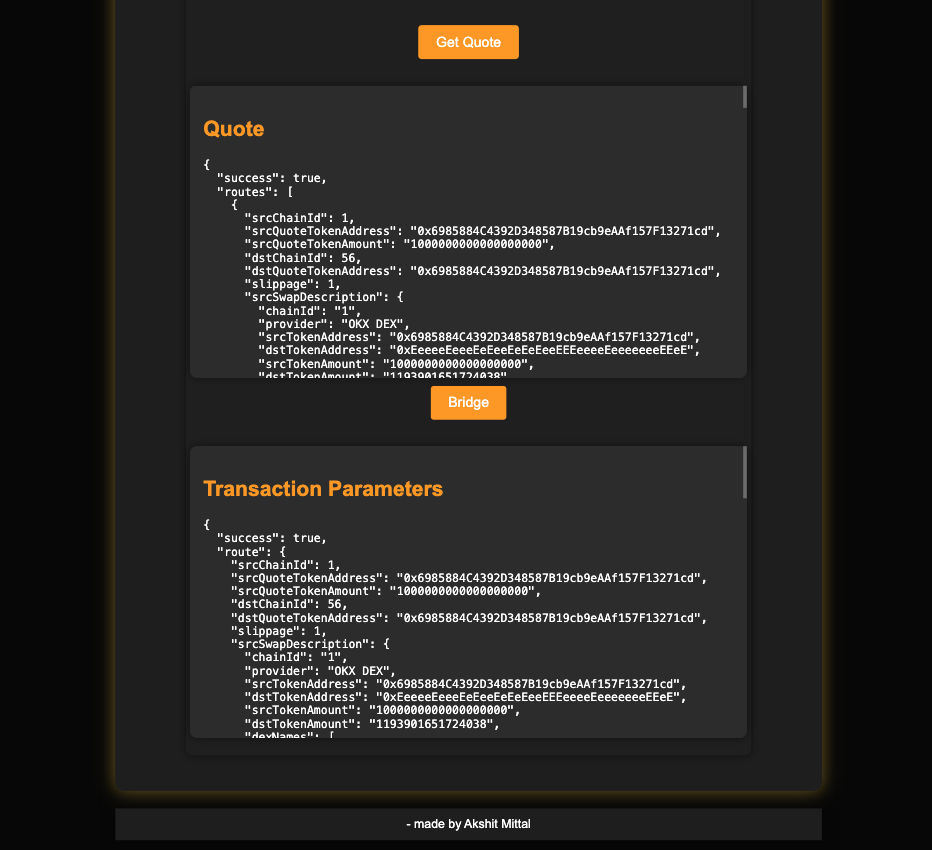 Get Quote
Quote
{
"success": true,
"routes": [
{
"srcChainId": 1,
"srcQuoteTokenAddress": "0x6985884C4392D348587B19cb9eAAf157F13271cd",
"srcQuoteTokenAmount": "1000000000000000000",
"dstChainId": 56,
"dstQuoteTokenAddress": "0x6985884C4392D348587B19cb9eAAf157F13271cd",
"slippage": 1,
"srcSwapDescription": {
"chainId": "1",
"provider": "OKX DEX",
"srcTokenAddress": "0x6985884C4392D348587B19cb9eAAf157F13271cd",
"dstTokenAddress": "0xEeeeeEeeeEeEeeEeEeEeeEEEeeeeEeeeeeeeEEeE",
"srcTokenAmount": "1000000000000000000",
"dstTokenAmount": "1193901651724038",
Bridge
Transaction Parameters
{
"success": true,
"route": {
"srcChainId": 1,
"srcQuoteTokenAddress": "0x6985884C4392D348587B19cb9eAAf157F13271cd",
"srcQuoteTokenAmount": "1000000000000000000",
"dstChainId": 56,
"dstQuoteTokenAddress": "0x6985884C4392D348587B19cb9eAAf157F13271cd",
"slippage": 1,
"srcSwapDescription": {
"chainId": "1",
"provider": "OKX DEX",
"srcTokenAddress": "0x6985884C4392D348587B19cb9eAAf157F13271cd",
"dstTokenAddress": "0xEeeeeEeeeEeEeeEeEeEeeEEEeeeeEeeeeeeeEEeE",
"srcTokenAmount": "1000000000000000000",
"dstTokenAmount": "1193901651724038",
"dexNames": [
- made by Akshit Mittal